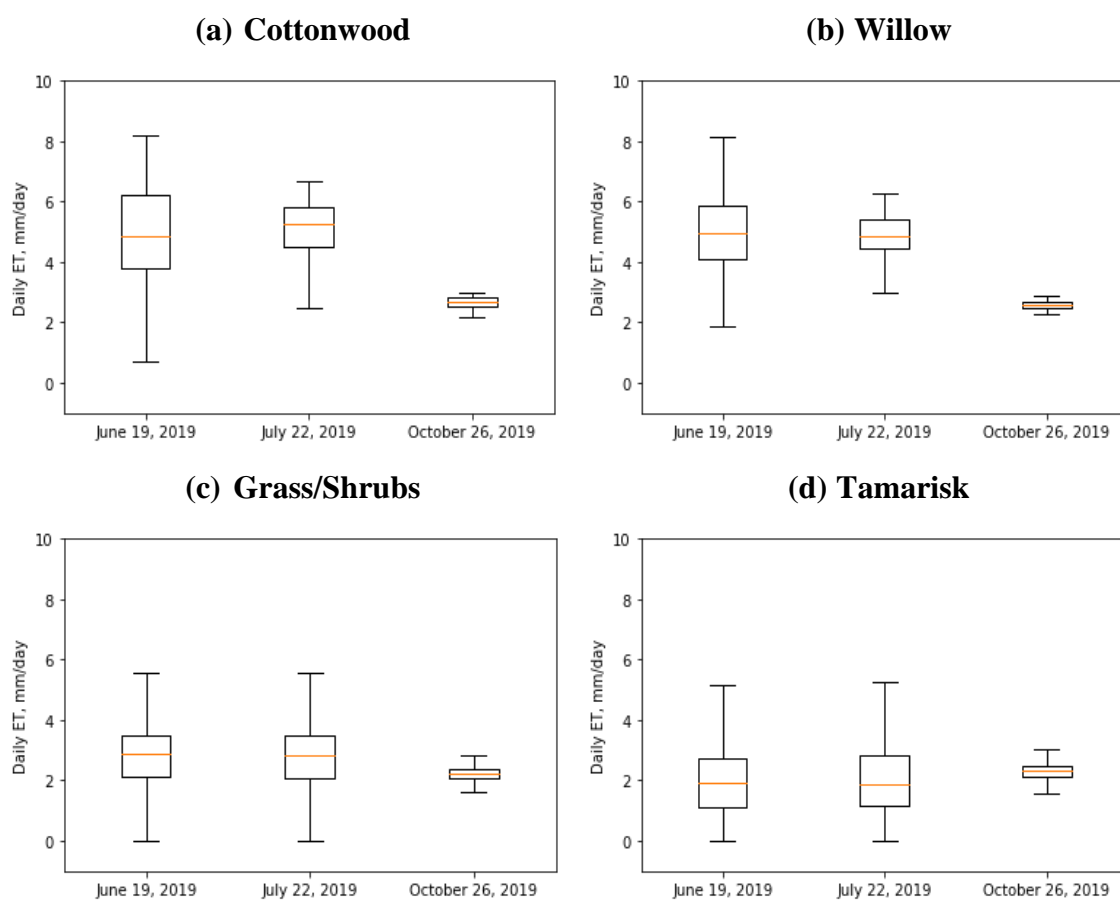 (a) Cottonwood
Daily ET, mm/day
10
8
6
4
2
0
June 19, 2019 July 22, 2019 October 26, 2019
(b) Willow
Daily ET, mm/day
10
8
6
4
2
0
June 19, 2019 July 22, 2019 October 26, 2019
(c) Grass/Shrubs
Daily ET, mm/day
10
8
6
4
2
0
June 19, 2019 July 22, 2019 October 26, 2019
(d) Tamarisk
Daily ET, mm/day
10
8
6
4
2
0
June 19, 2019 July 22, 2019 October 26, 2019